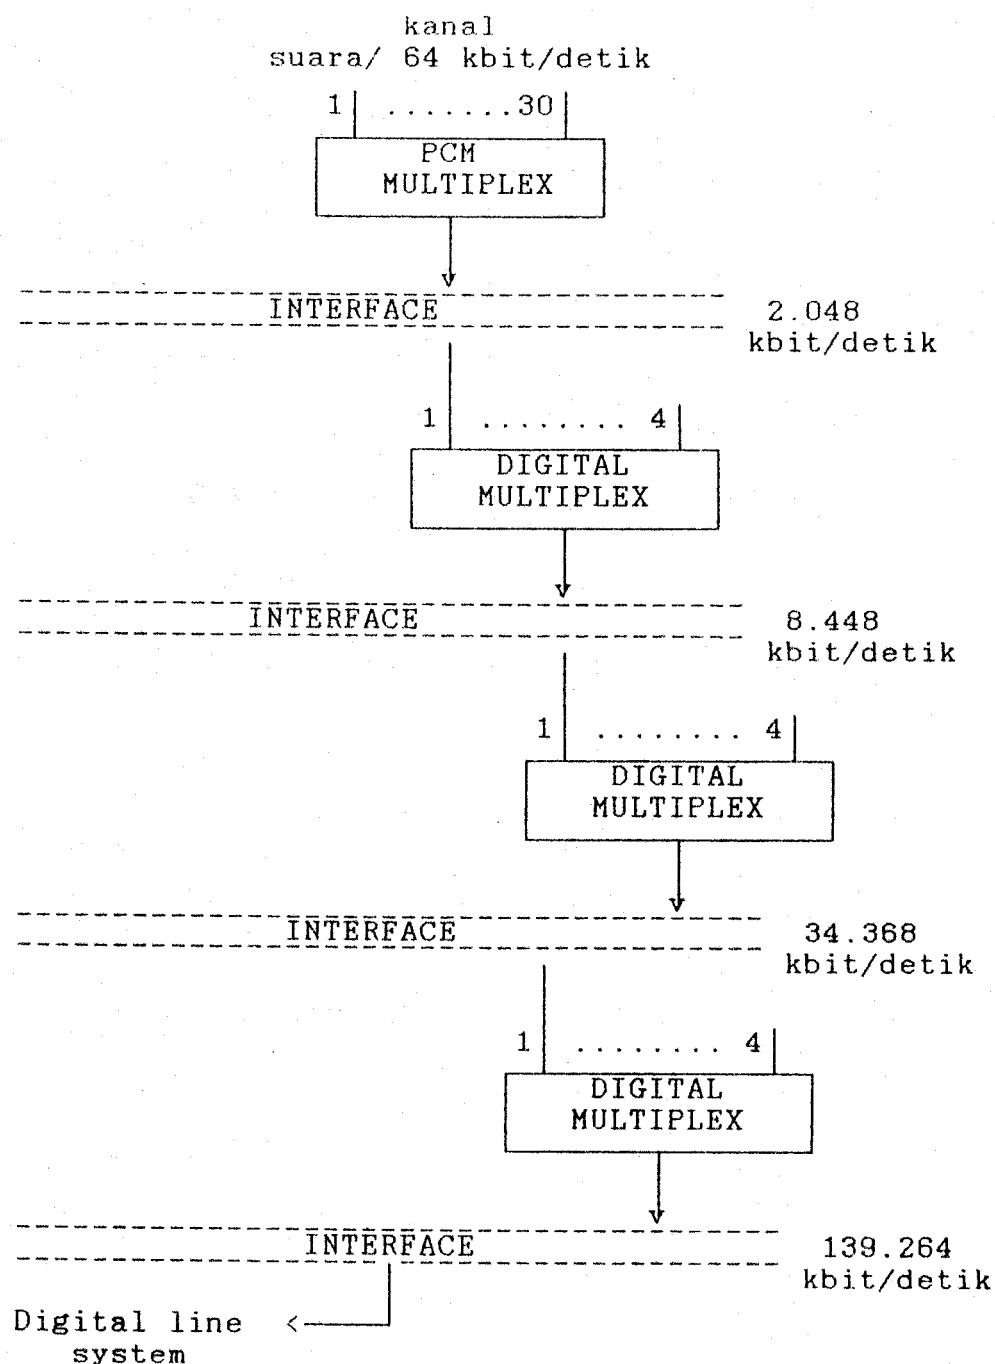 kanal
suara/ 64 kbit/detik
1 .......30
PCM
MULTIPLEX
INTERFACE
2.048
kbit/detik
1 ........ 4
DIGITAL
MULTIPLEX
INTERFACE
8.448
kbit/detik
1 ........ 4
DIGITAL
MULTIPLEX
INTERFACE
34.368
kbit/detik
1 ........ 4
DIGITAL
MULTIPLEX
INTERFACE
139.264
kbit/detik
Digital line
system